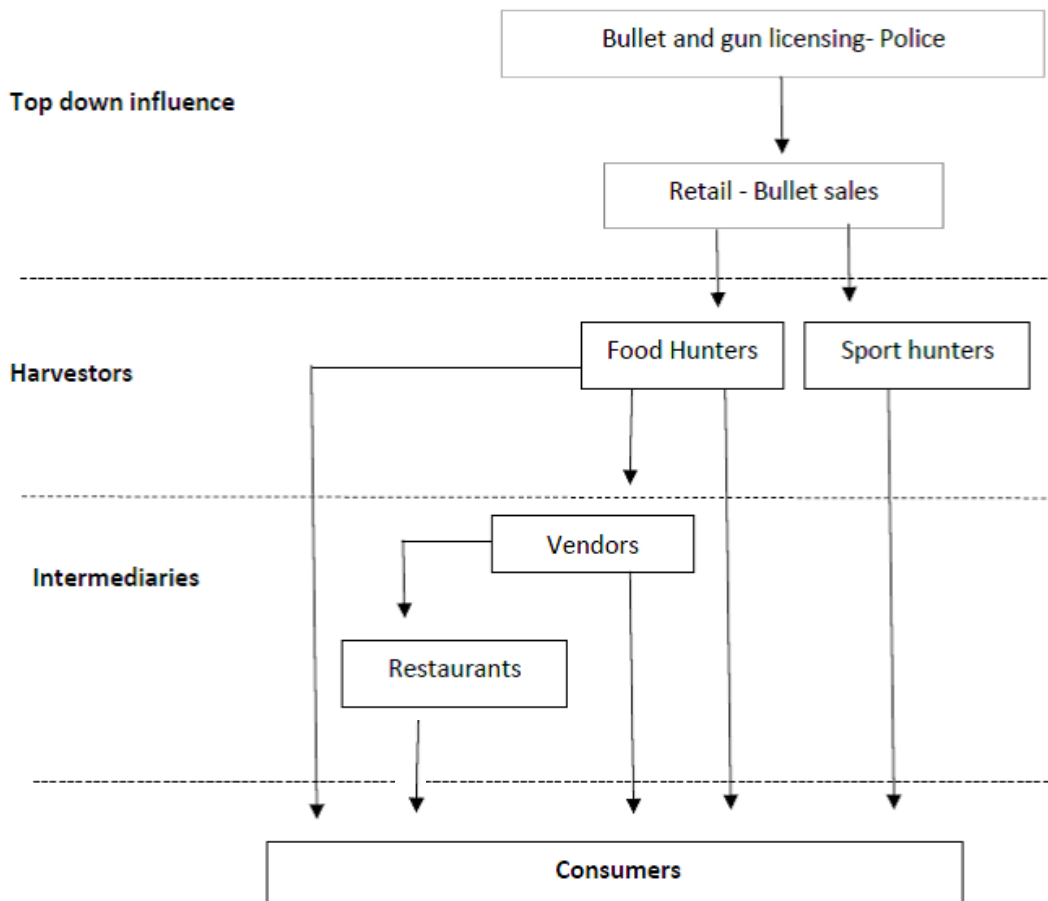 Bullet and gun licensing- Police
Top down influence
Retail - Bullet sales
Food Hunters
Sport hunters
Harvestors
Vendors
Intermediaries
Restaurants
Consumers